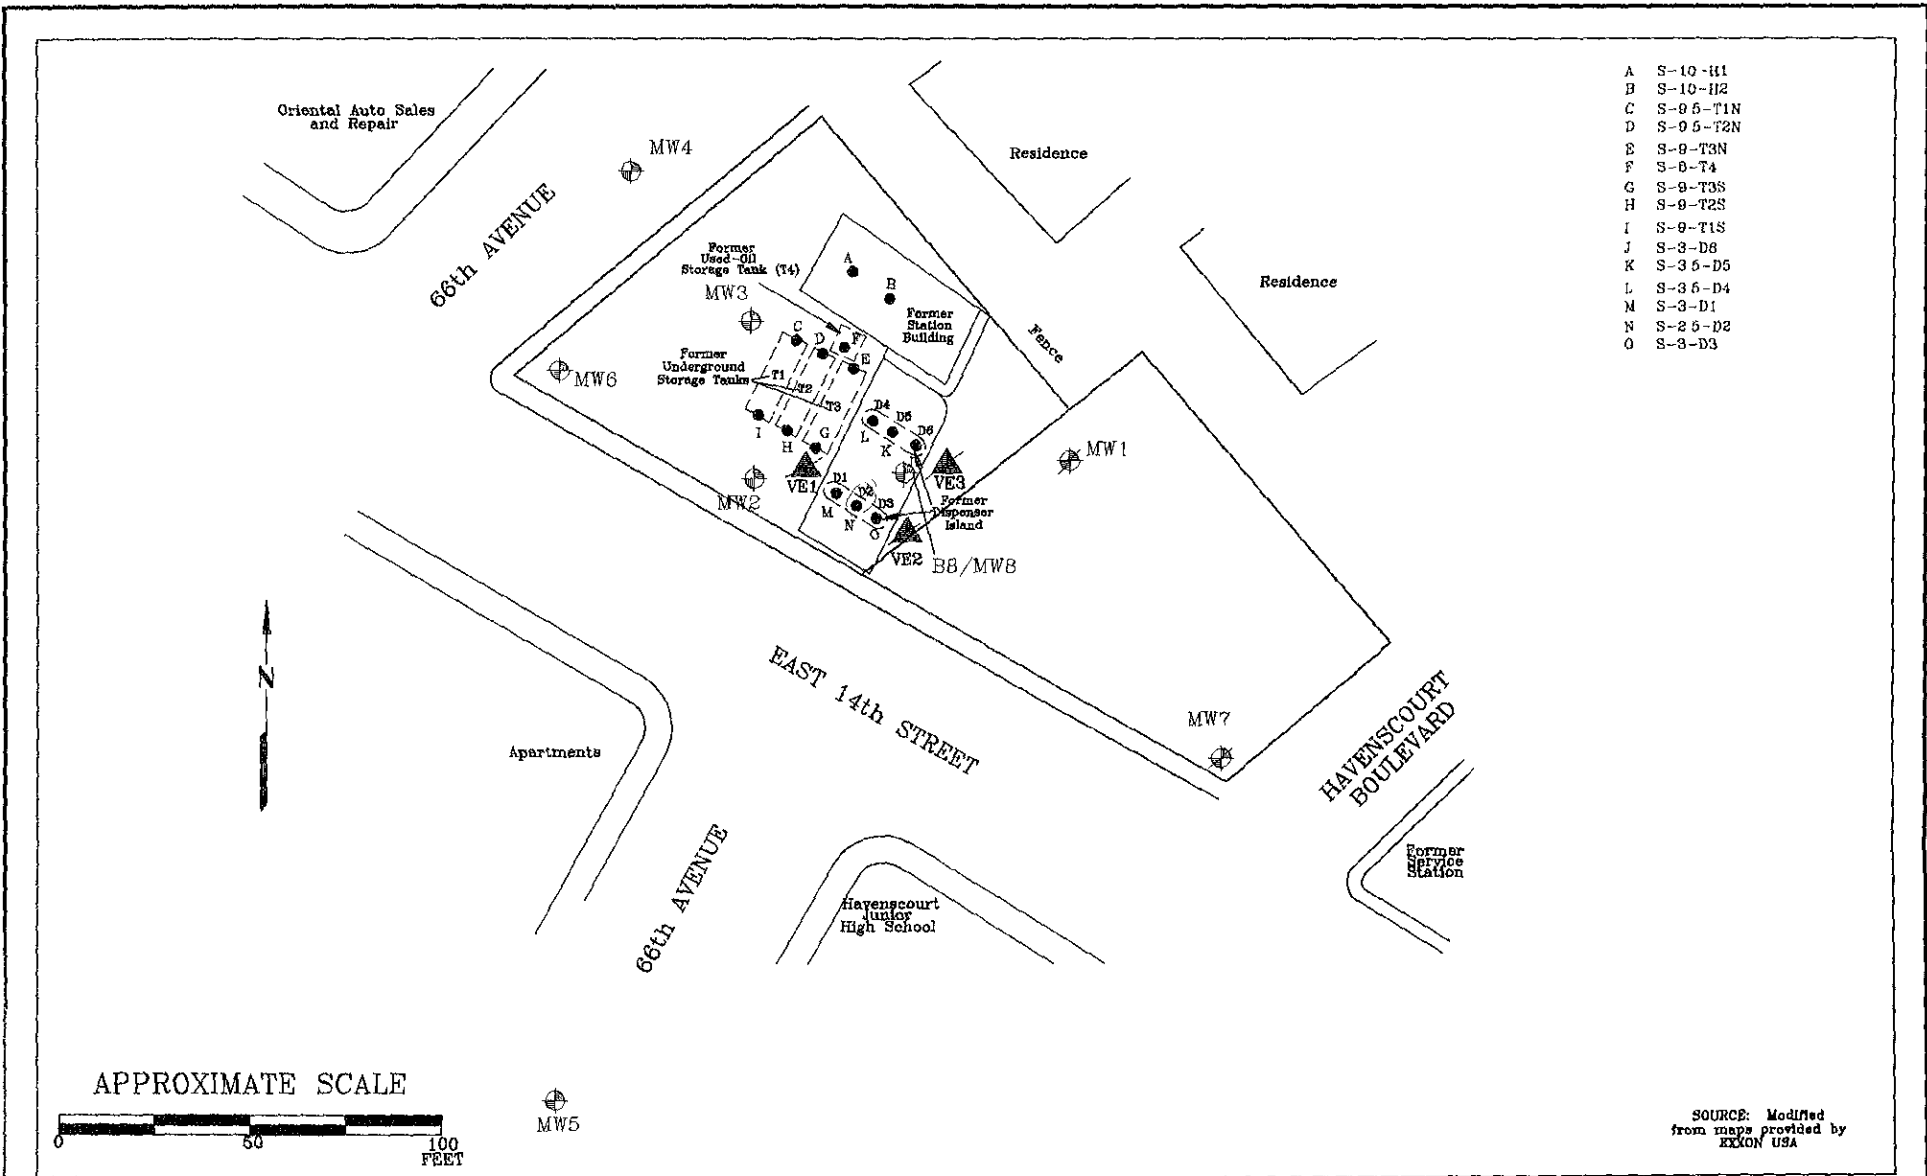 A S-10-H1
B S-10-H2
C S-9 5-T1N
D S-9 5-T2N
E S-9-T3N
F S-8-T4
G S-9-T3S
H S-9-T2S
I S-9-T1S
J S-3-D6
K S-3 5-D5
L S-3 5-D4
M S-3-D1
N S-2 5-D2
O S-3-D3
Oriental Auto Sales
and Repair
MW4
66th AVENUE
Residence
Residence
Former
Used-Oil
Storage Tank (T4)
MW3
A
B
Former
Station
Building
Fence
C
D
F
E
Former
Underground
Storage Tanks
T1
T2
T3
MW6
I
H
G
D4
D5
D6
L
K
MW1
MW2
VE1
VE3
D1
D2
D3
M
N
O
Former
Dispenser
Island
VE2
B8/MW8
N
EAST 14th STREET
MW7
HAVENSCOURT
BOULEVARD
Apartments
66th AVENUE
Havenscourt
Junior
High School
Former
Service
Station
APPROXIMATE SCALE
0 50 100
FEET
MW5
SOURCE: Modified
from maps provided by
EXXON USA